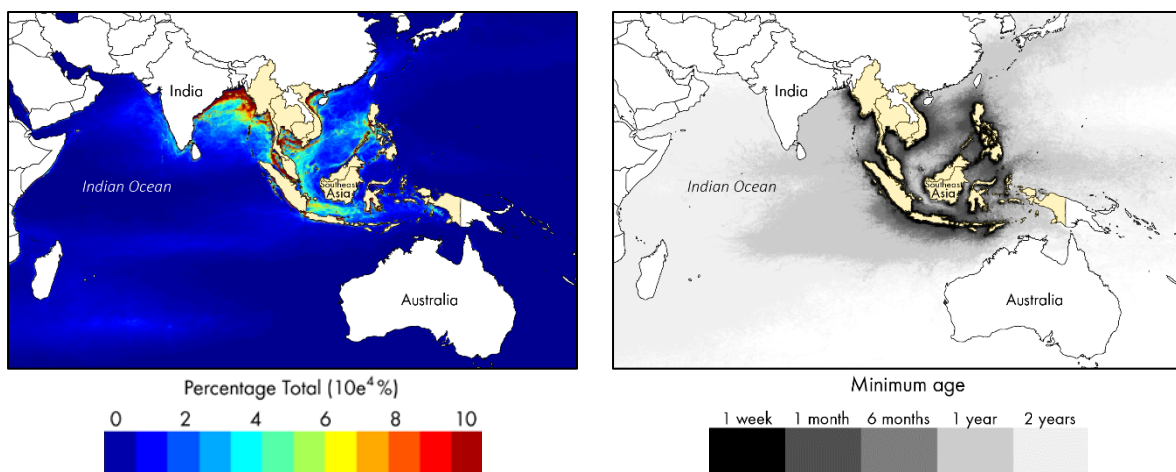 India
Indian Ocean
Southeast
Asia
Australia
Percentage Total (10e⁴ %)
0 2 4 6 8 10
India
Indian Ocean
Southeast
Asia
Australia
Minimum age
1 week 1 month 6 months 1 year 2 years